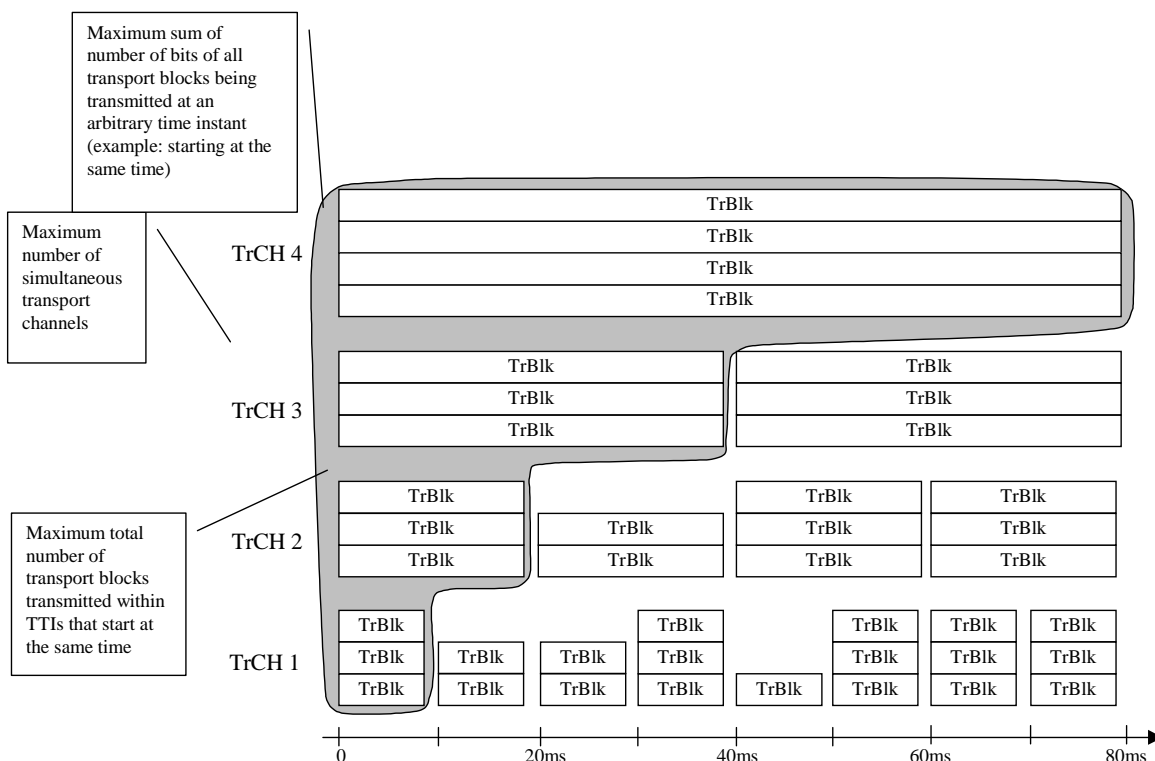 Maximum sum of
number of bits of all
transport blocks being
transmitted at an
arbitrary time instant
(example: starting at the
same time)
Maximum
number of
simultaneous
transport
channels
Maximum total
number of
transport blocks
transmitted within
TTIs that start at
the same time
TrCH 4
TrBlk
TrBlk
TrBlk
TrBlk
TrCH 3
TrBlk TrBlk
TrBlk TrBlk
TrBlk TrBlk
TrCH 2
TrBlk TrBlk TrBlk
TrBlk TrBlk TrBlk TrBlk
TrBlk TrBlk TrBlk TrBlk
TrCH 1
TrBlk TrBlk TrBlk TrBlk TrBlk
TrBlk TrBlk TrBlk TrBlk TrBlk TrBlk TrBlk
TrBlk TrBlk TrBlk TrBlk TrBlk TrBlk TrBlk TrBlk
0 20ms 40ms 60ms 80ms